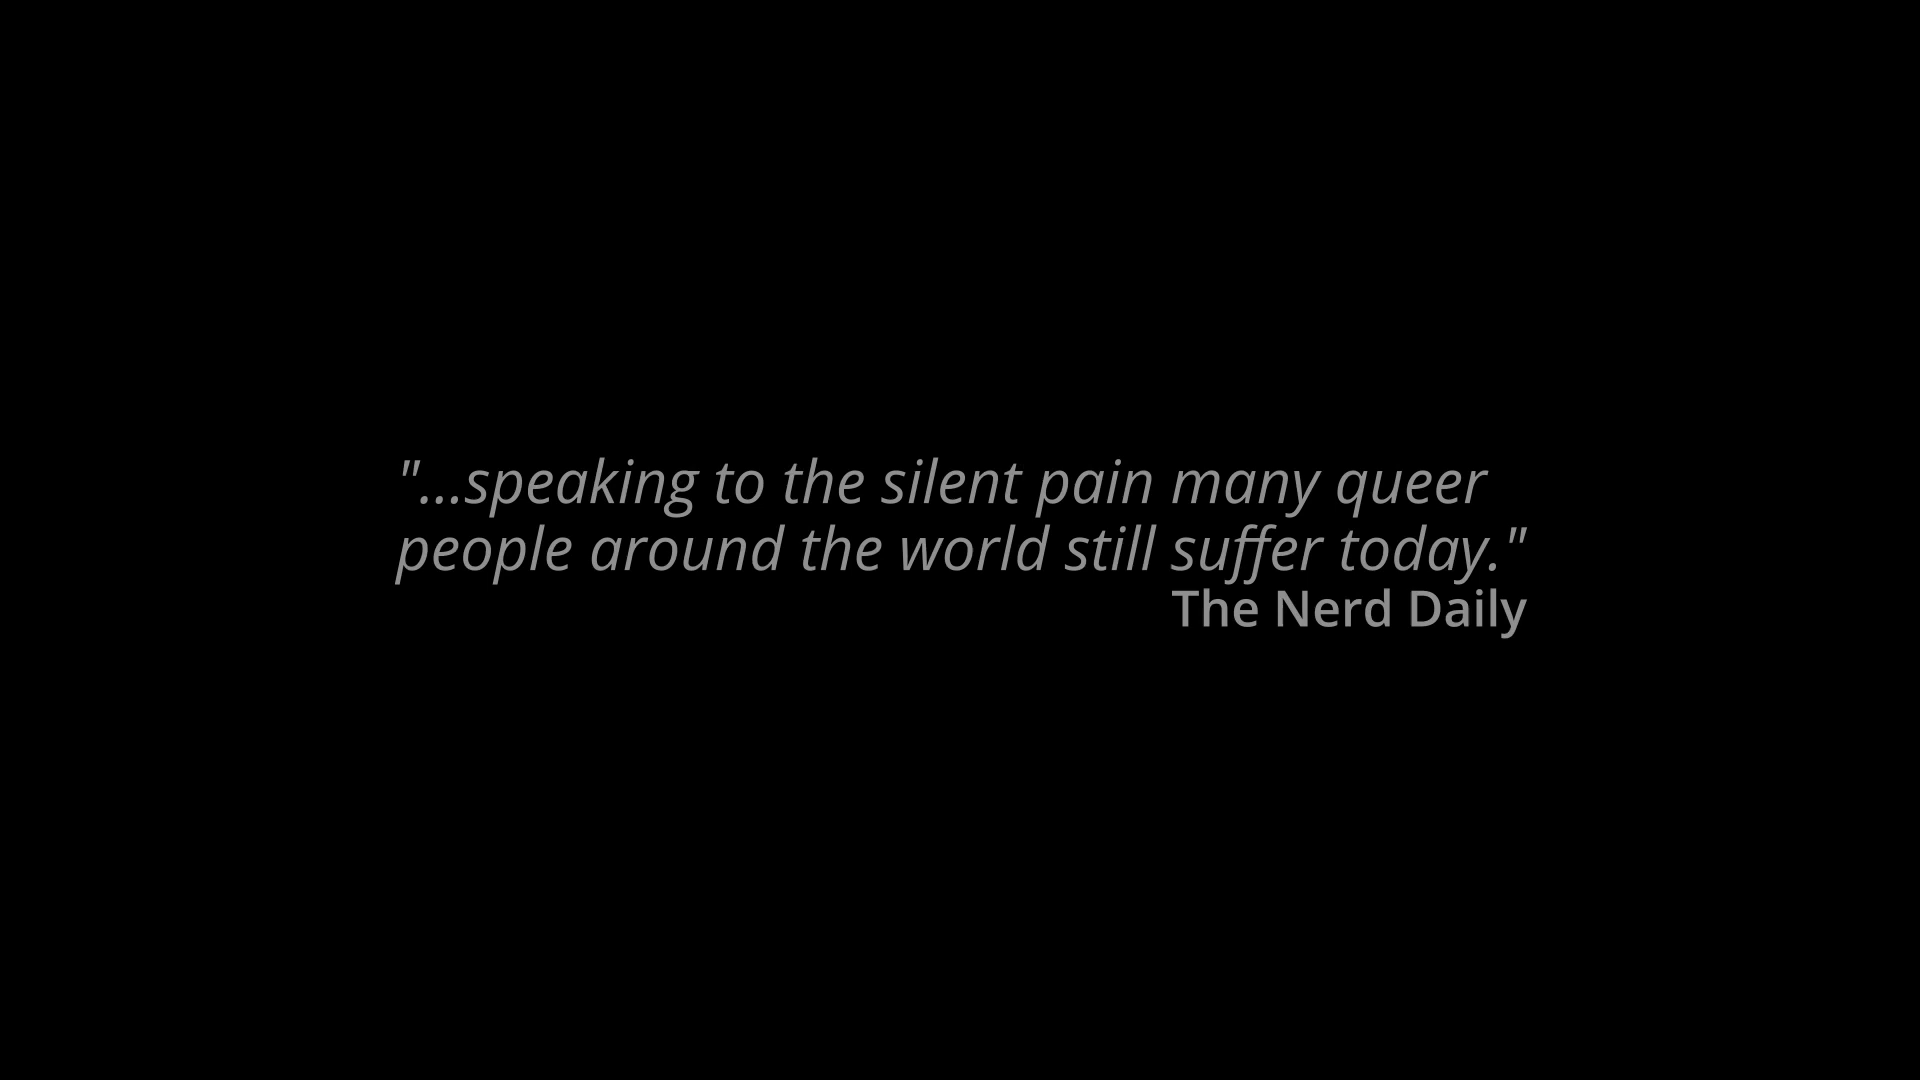 "...speaking to the silent pain many queer
people around the world still suffer today."
The Nerd Daily